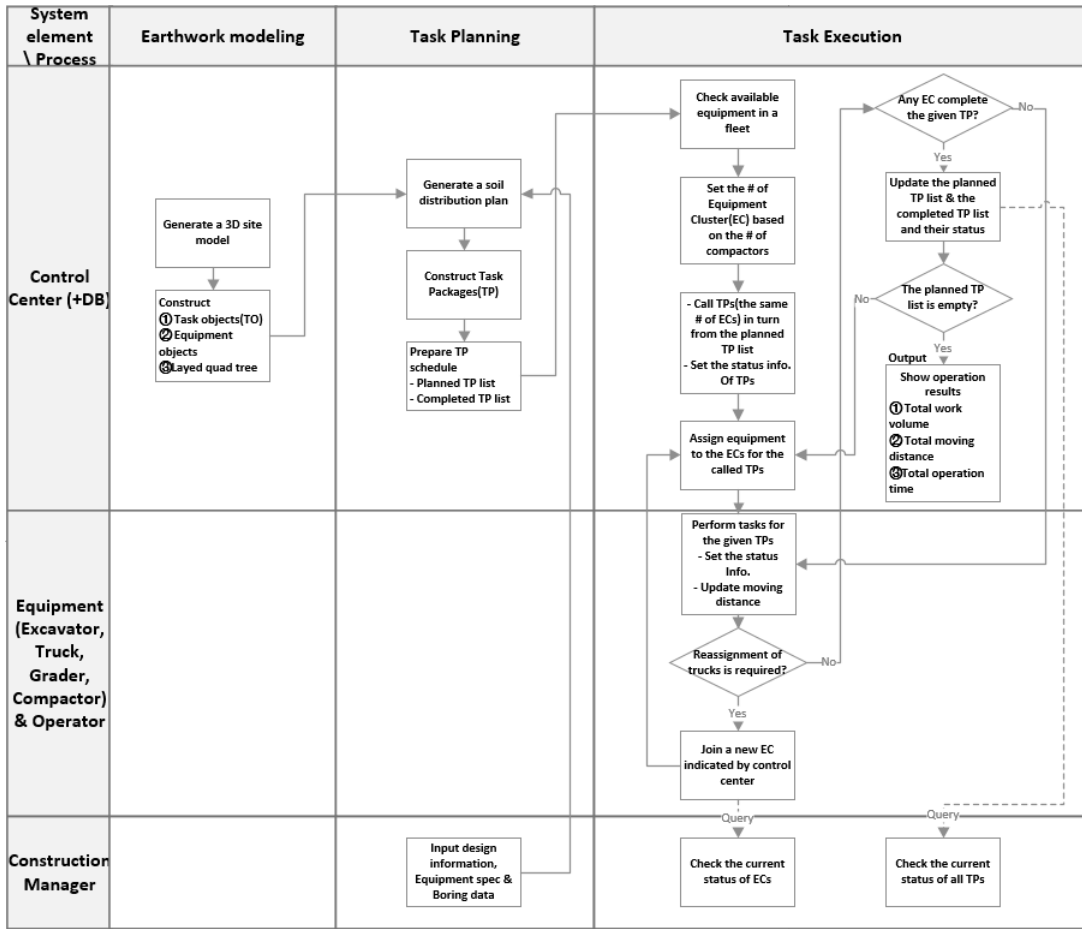 System
element
\ Process
Earthwork modeling
Task Planning
Task Execution
Control
Center (+DB)
Generate a 3D site
model
Construct
① Task objects(TO)
② Equipment
objects
③Layed quad tree
Generate a soil
distribution plan
Construct Task
Packages(TP)
Prepare TP
schedule
- Planned TP list
- Completed TP list
Check available
equipment in a
fleet
Set the # of
Equipment
Cluster(EC) based
on the # of
compactors
- Call TPs(the same
# of ECs) in turn
from the planned
TP list
- Set the status info.
Of TPs
Assign equipment
to the ECs for the
called TPs
Any EC complete
the given TP?
No
Yes
Update the planned
TP list & the
completed TP list
and their status
The planned TP
list is empty?
No
Yes
Output
Show operation
results
① Total work
volume
② Total moving
distance
③Total operation
time
Equipment
(Excavator,
Truck,
Grader,
Compactor)
& Operator
Perform tasks for
the given TPs
- Set the status
Info.
- Update moving
distance
Reassignment of
trucks is required?
No
Yes
Join a new EC
indicated by control
center
Query
Query
Construction
Manager
Input design
information,
Equipment spec &
Boring data
Check the current
status of ECs
Check the current
status of all TPs